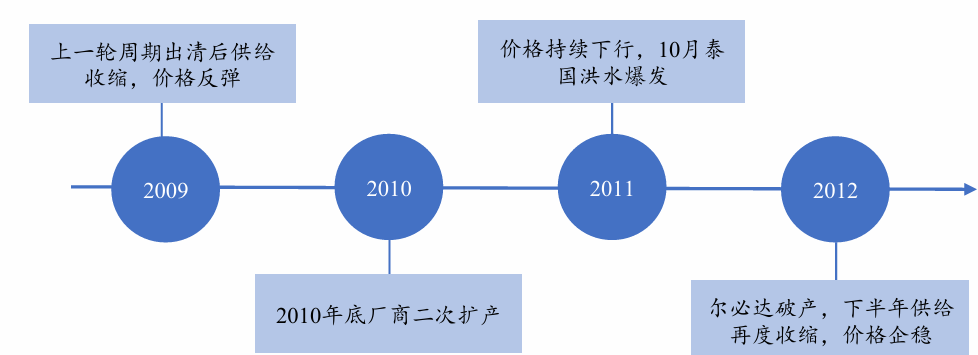 上一轮周期出清后供给
收缩，价格反弹
价格持续下行，10月泰
国洪水爆发
2009
2010
2011
2012
2010年底厂商二次扩产
尔必达破产，下半年供给
再度收缩，价格企稳